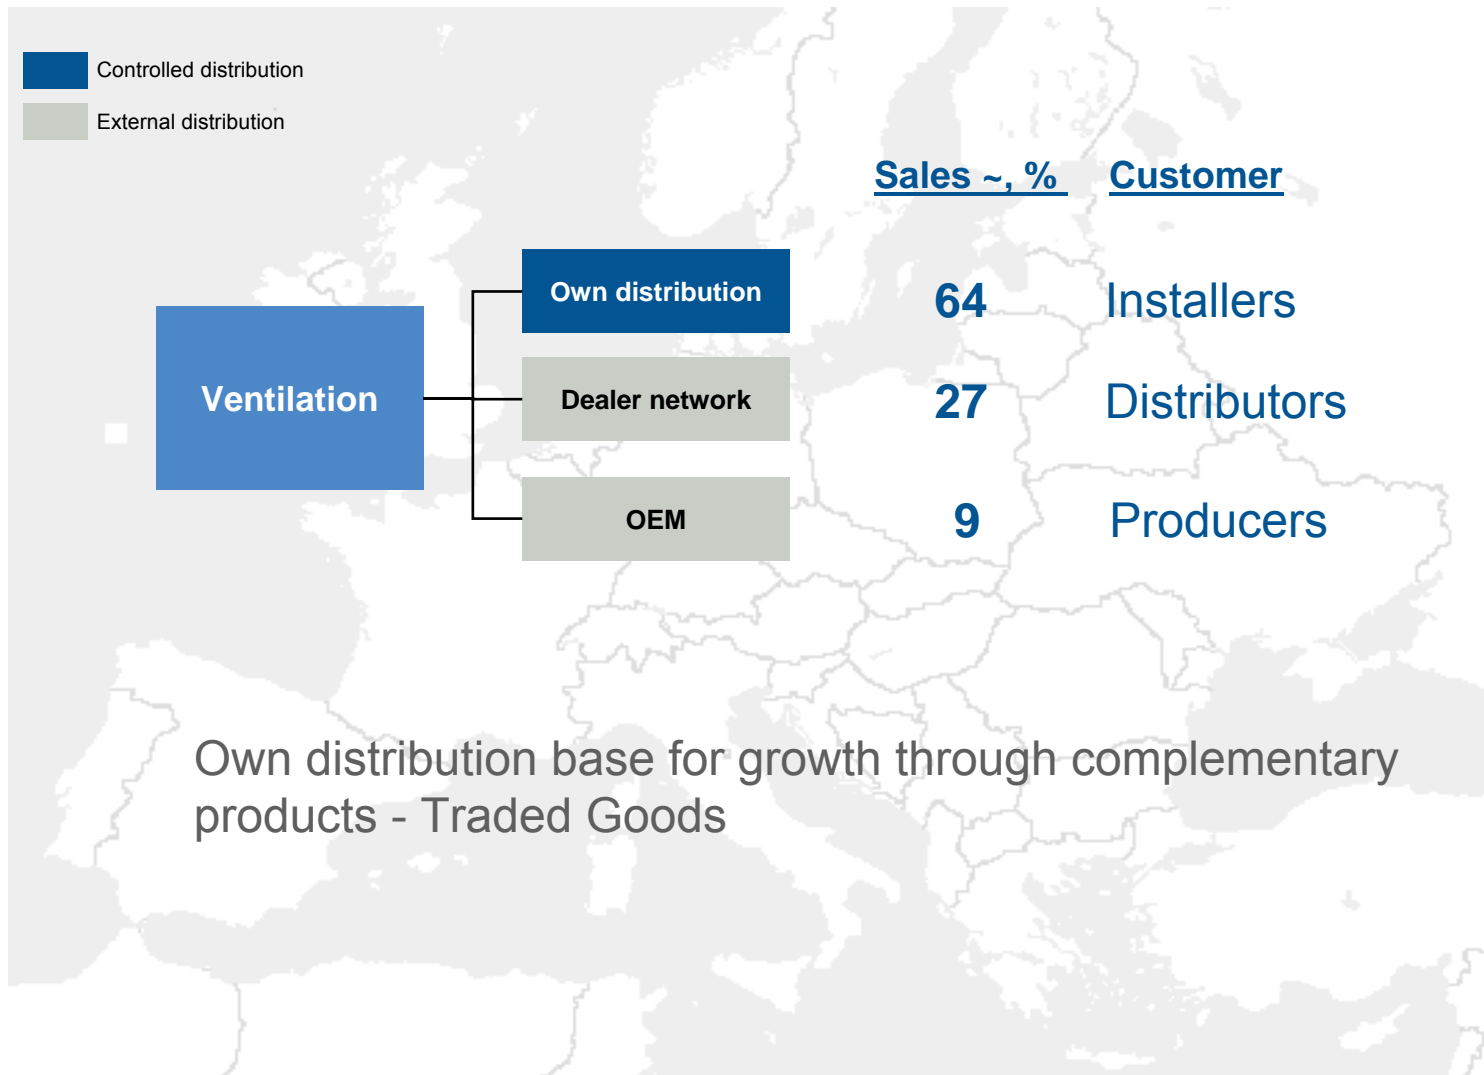 Controlled distribution
External distribution
Sales ~, % Customer
Own distribution 64 Installers
Ventilation
Dealer network 27 Distributors
OEM 9 Producers
Own distribution base for growth through complementary
products - Traded Goods